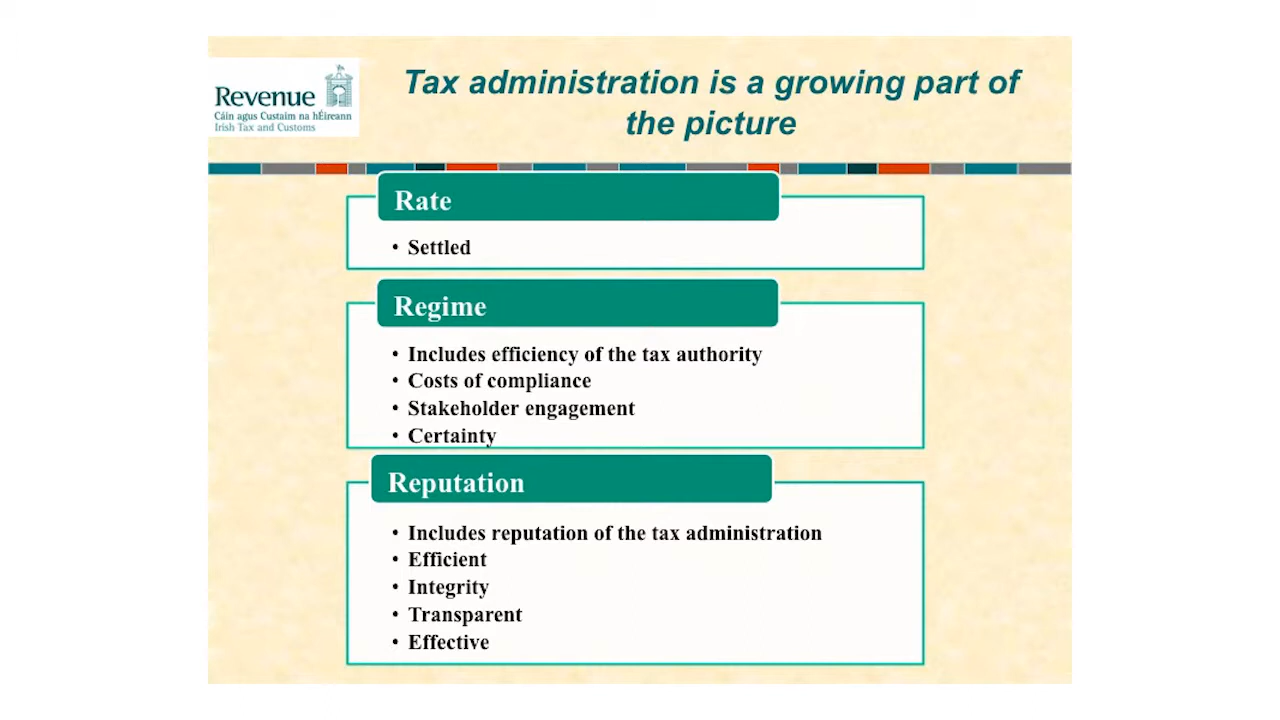 Revenue
Cáin agus Custaim na hÉireann
Irish Tax and Customs
Tax administration is a growing part of
the picture
Rate
• Settled
Regime
• Includes efficiency of the tax authority
• Costs of compliance
• Stakeholder engagement
• Certainty
Reputation
• Includes reputation of the tax administration
• Efficient
• Integrity
• Transparent
• Effective